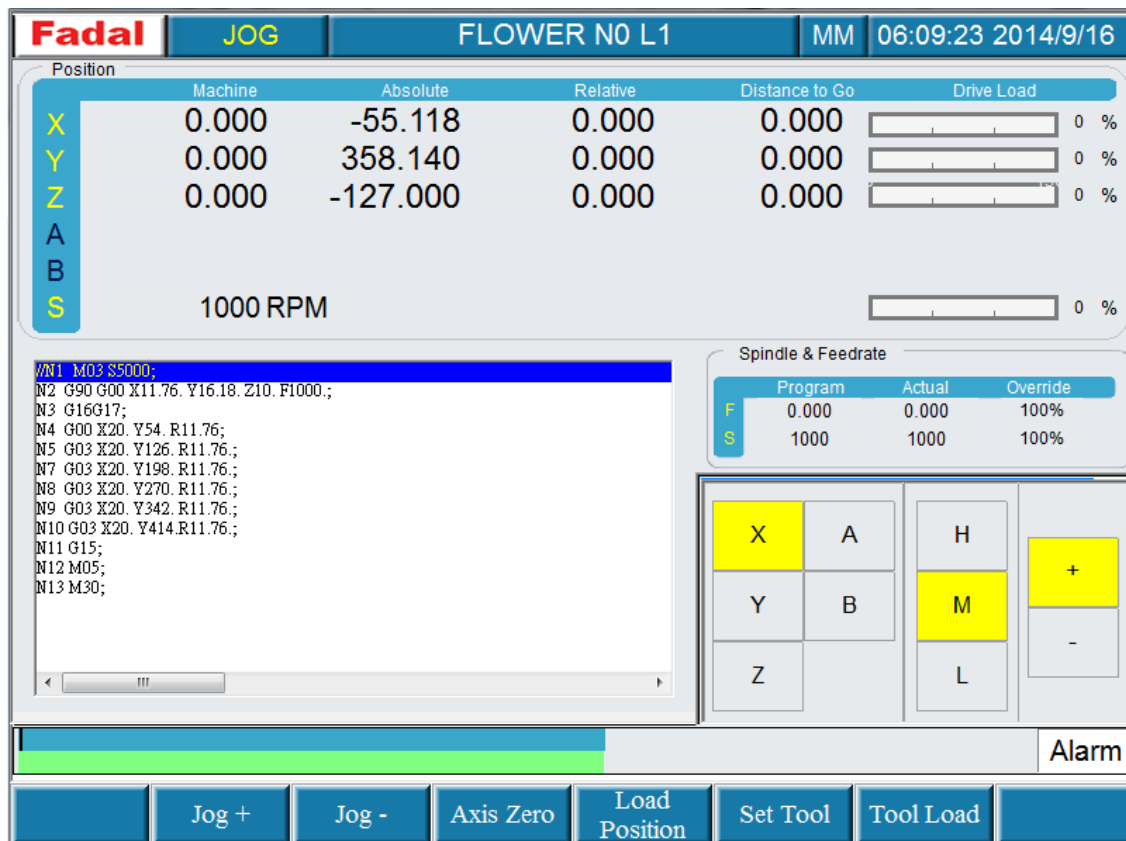 Fadal JOG FLOWER N0 L1 MM 06:09:23 2014/9/16
Position
Machine Absolute Relative Distance to Go Drive Load
X 0.000 -55.118 0.000 0.000 0 %
Y 0.000 358.140 0.000 0.000 0 %
Z 0.000 -127.000 0.000 0.000 0 %
A
B
S 1000 RPM 0 %
//N1 M03 S5000;
N2 G90 G00 X11.76. Y16.18. Z10. F1000.;
N3 G16G17;
N4 G00 X20. Y54. R11.76;
N5 G03 X20. Y126. R11.76.;
N7 G03 X20. Y198. R11.76.;
N8 G03 X20. Y270. R11.76.;
N9 G03 X20. Y342. R11.76.;
N10 G03 X20. Y414.R11.76.;
N11 G15;
N12 M05;
N13 M30;
Spindle & Feedrate
Program Actual Override
F 0.000 0.000 100%
S 1000 1000 100%
X A H +
Y B M -
Z L
Alarm
Jog + Jog - Axis Zero Load Position Set Tool Tool Load